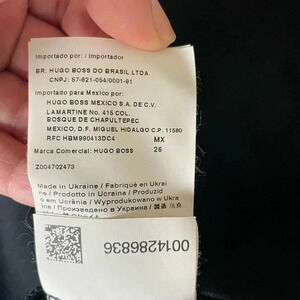 Importado por: / Importador
BR: HUGO BOSS DO BRASIL LTDA.
CNPJ: 57-621-054/0001-91
Importado para Mexico por:
HUGO BOSS MEXICO S.A. DE C.V.
LAMARTINE No. 415 COL.
BOSQUE DE CHAPULTEPEC
MEXICO, D.F. MIGUEL HIDALGO C.P. 11580
RFC HBM990413DC4 MX
Marca Comercial: HUGO BOSS 26
Z004702473
Made in Ukraine / Fabriqué en Ukrai
ne / Prodotto in Ucraina / Produzid
o em Ucrânia / Wyprodukowano w Ukra
/ Произведено в Украина
0014286836